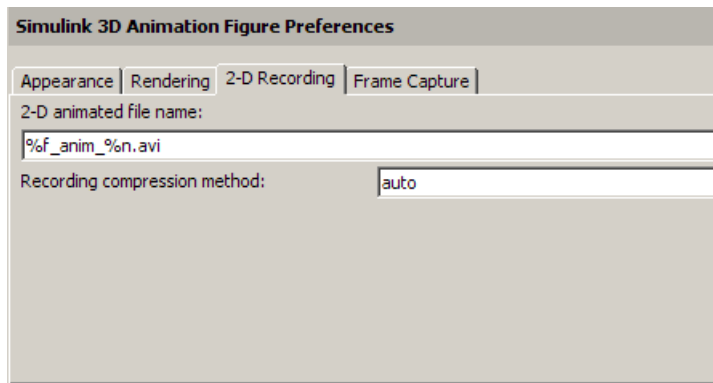 Simulink 3D Animation Figure Preferences
Appearance Rendering 2-D Recording Frame Capture
2-D animated file name:
%f_anim_%n.avi
Recording compression method: auto